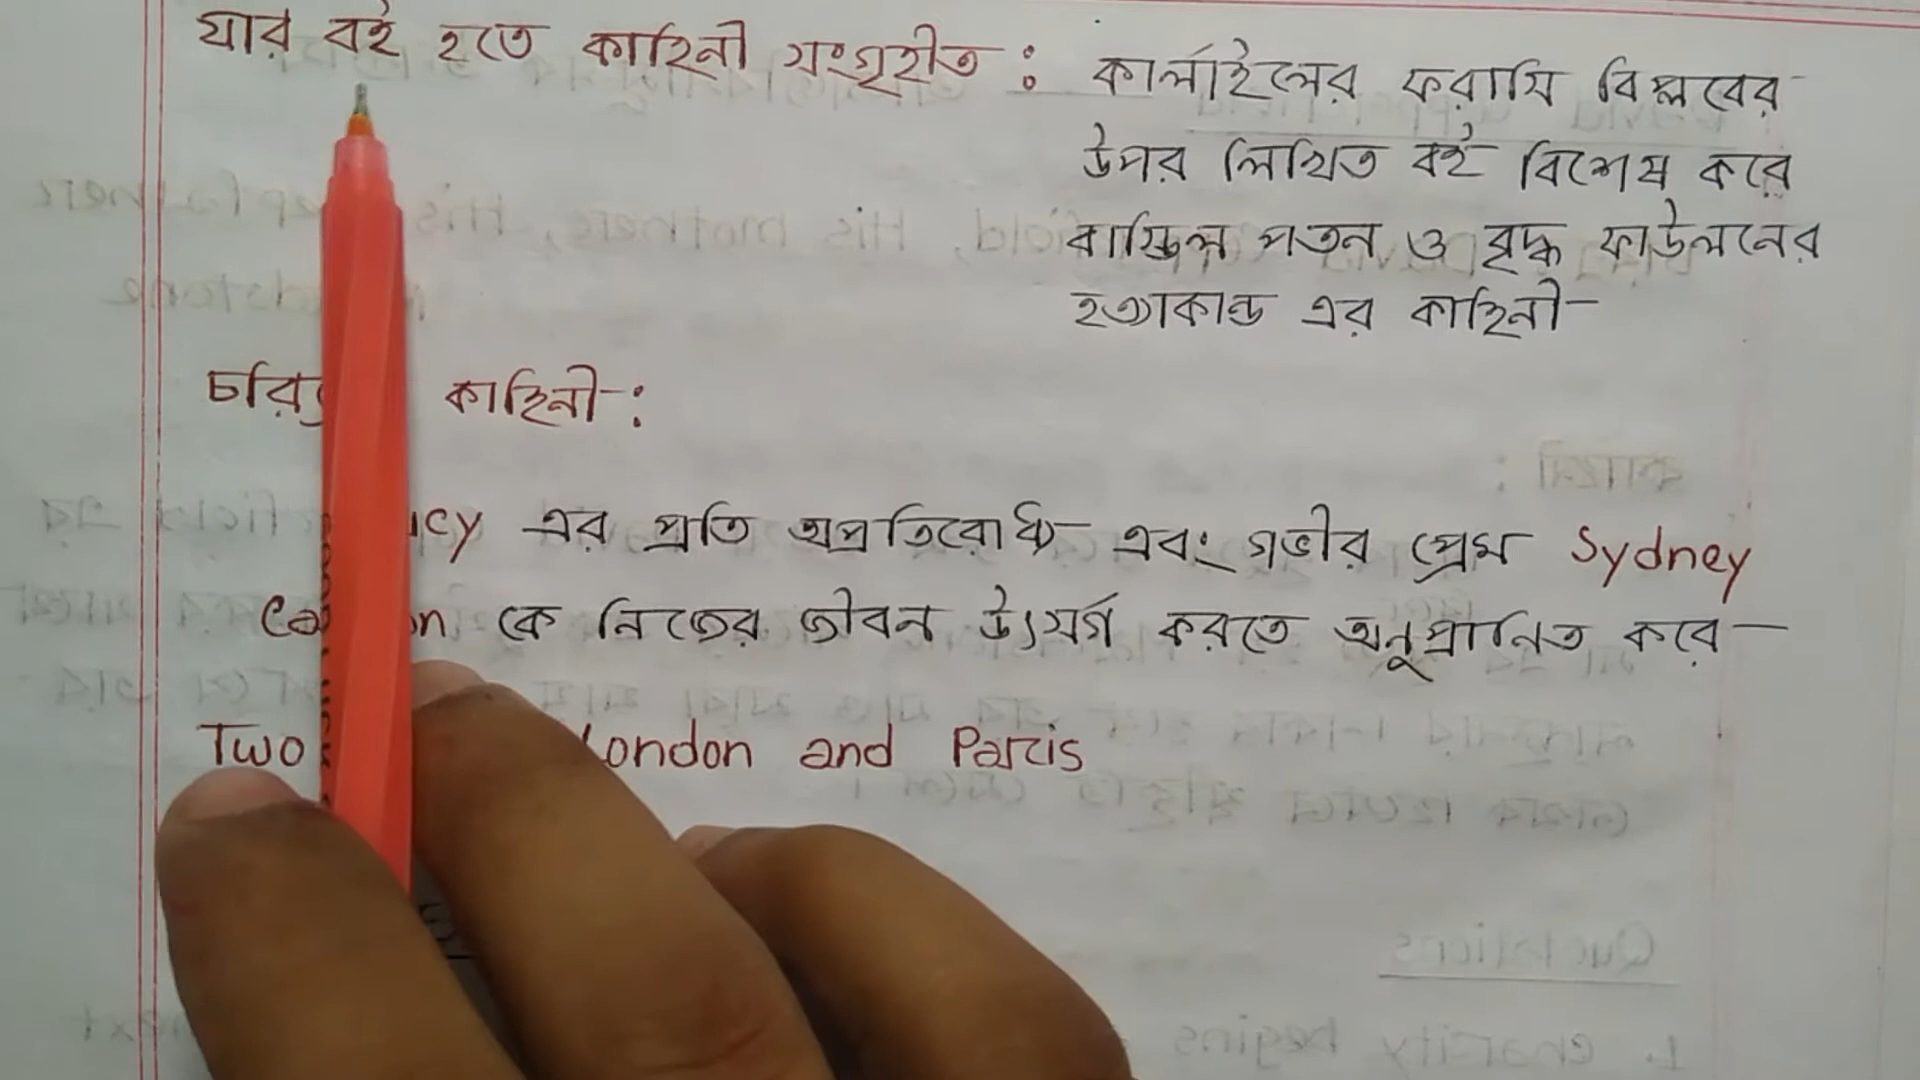 যার বই হতে কাহিনী সংগৃহীত : কার্লাইলের ফরাসি বিপ্লবের
উপর লিখিত বই বিশেষ করে
বাস্তিল পতন ও বৃদ্ধ ফাউলনের
হত্যাকান্ড এর কাহিনী
কাহিনী :
এর প্রতি অপ্রতিরোধ্য এবং গভীর প্রেম Sydney
কে নিজের জীবন উৎসর্গ করতে অনুপ্রানিত করে
Two London and Paris